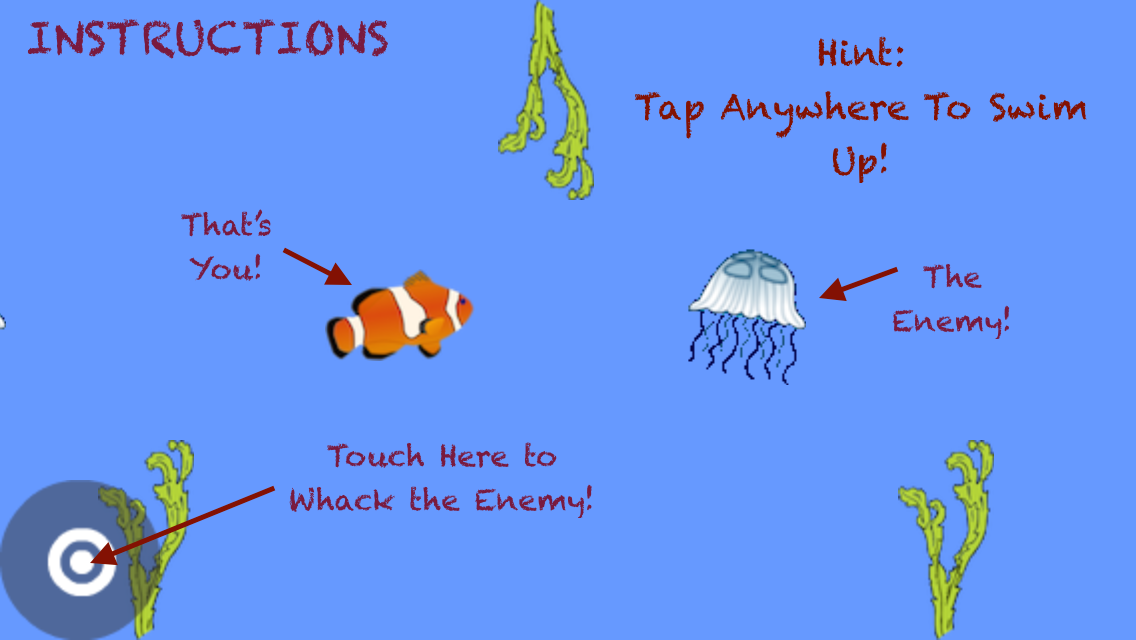 INSTRUCTIONS
Hint:
Tap Anywhere To Swim
Up!
That's
You!
The
Enemy!
Touch Here to
Whack the Enemy!